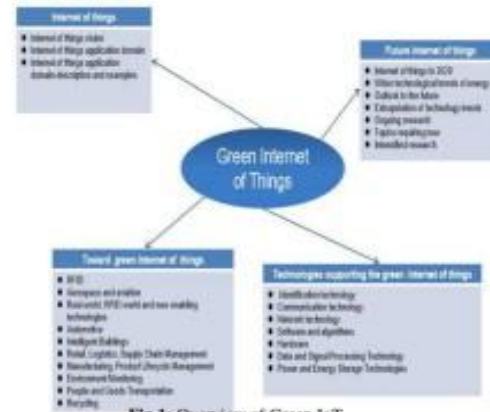 Internet of things
Internet of things vision
Internet of things application domain
Internet of things application
domain description and examples
Future Internet of things
Internet of things to 2020
technological trends of energy
Outlook to the future
Extrapolation of technology trends
Ongoing research
Topics requiring new
Intensified research
Green Internet
of Things
Toward green Internet of things
RFID
Aerospace and aviation
Real world, RFID world and new enabling
technologies
Automotive
Intelligent Buildings
Retail, Logistic, Supply Chain Management
Manufacturing, Product Lifecycle Management
Environment Monitoring
People and Goods Transportation
Recycling
Technologies supporting the green Internet of things
Identification technology
Communication technology
Network technology
Software and algorithms
Hardware
Data and Signal Processing Technology
Power and Energy Storage Technologies
Fig 1: Overview of Green IoT